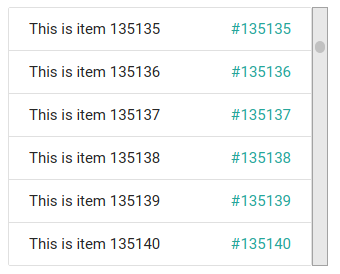 This is item 135135 #135135
This is item 135136 #135136
This is item 135137 #135137
This is item 135138 #135138
This is item 135139 #135139
This is item 135140 #135140